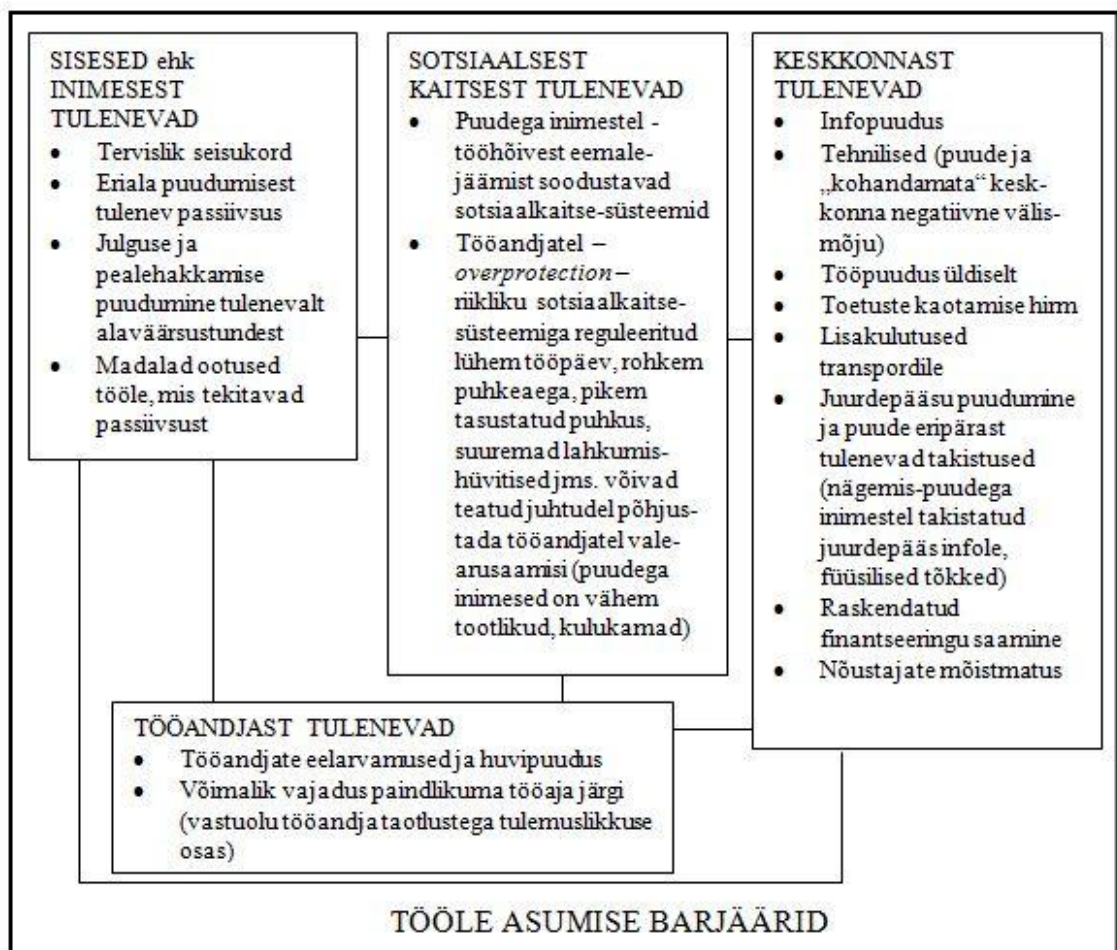 SISESED ehk
INIMESEST
TULENEVAD
• Tervislik seisukord
• Eriala puudumisest
tulenev passiivsus
• Julguse ja
pealehakkamise
puudumine tulenevalt
alaväärsustundest
• Madalad ootused
tööle, mis tekitavad
passiivsust
SOTSIAALSEST
KAITSEST TULENEVAD
• Puudega inimestel -
tööhõivest eemale-
jäämist soodustavad
sotsiaalkaitse-süsteemid
• Tööandjatel –
overprotection –
riikliku sotsiaalkaitse-
süsteemiga reguleeritud
lühem tööpäev, rohkem
puhkeaega, pikem
tasustatud puhkus,
suuremad lahkumis-
hüvitised jms. võivad
teatud juhtudel põhjus-
tada tööandjatel vale-
arusaamisi (puudega
inimesed on vähem
tootlikud, kulukamad)
KESKKONNAST
TULENEVAD
• Infopuudus
• Tehnilised (puude ja
„kohandamata“ kesk-
konna negatiivne välis-
mõju)
• Tööpuudus üldiselt
• Toetuste kaotamise hirm
• Lisakulutused
transpordile
• Juurdepääsu puudumine
ja puude eripärast
tulenevad takistused
(nägemis-puudega
inimestel takistatud
juurdepääs infole,
füüsilised tõkked)
• Raskendatud
finantseeringu saamine
• Nõustajate mõistmatus
TÖÖANDJAST TULENEVAD
• Tööandjate eelarvamused ja huvipuudus
• Võimalik vajadus paindlikuma tööaja järgi
(vastuolu tööandja taotlustega tulemuslikkuse
osas)
TÖÖLE ASUMISE BARJÄÄRID